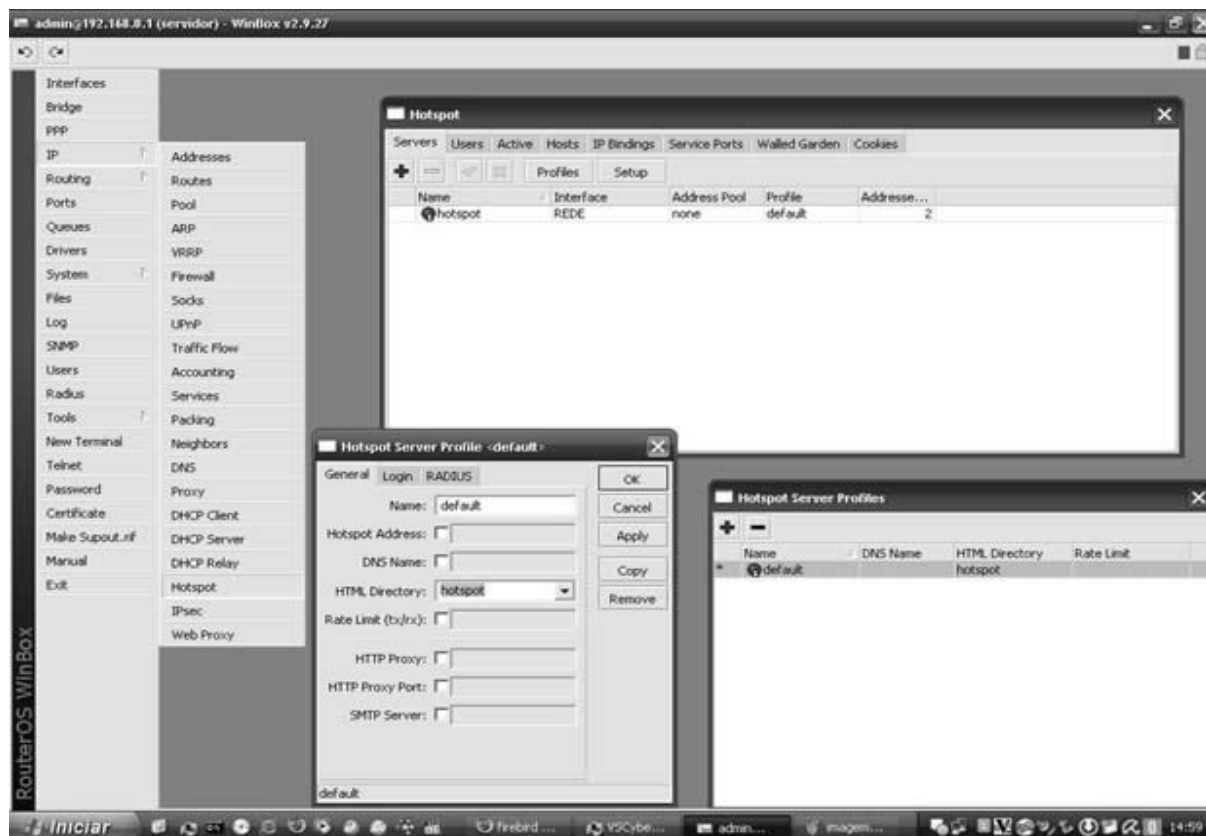 admin@192.168.0.1 (servidor) - WinBox v2.9.27
Interfaces
Bridge
PPP
IP
Routing
Ports
Queues
Drivers
System
Files
Log
SNMP
Users
Radius
Tools
New Terminal
Telnet
Password
Certificate
Make Supout.rif
Manual
Exit
RouterOS WinBox
Addresses
Routes
Pool
ARP
VRRP
Firewall
Socks
UPnP
Traffic Flow
Accounting
Services
Packing
Neighbors
DNS
Proxy
DHCP Client
DHCP Server
DHCP Relay
Hotspot
IPsec
Web Proxy
Hotspot
Servers Users Active Hosts IP Bindings Service Ports Walled Garden Cookies
Profiles Setup
Name Interface Address Pool Profile Addresse...
hotspot REDE none default 2
Hotspot Server Profile <default>
General Login RADIUS
Name: default
Hotspot Address:
DNS Name:
HTML Directory: hotspot
Rate Limit (tx/rx):
HTTP Proxy:
HTTP Proxy Port:
SMTP Server:
OK
Cancel
Apply
Copy
Remove
default
Hotspot Server Profiles
Name DNS Name HTML Directory Rate Limit
* default hotspot
Iniciar firebird ... VSCybe... admin... imagem... 14:59